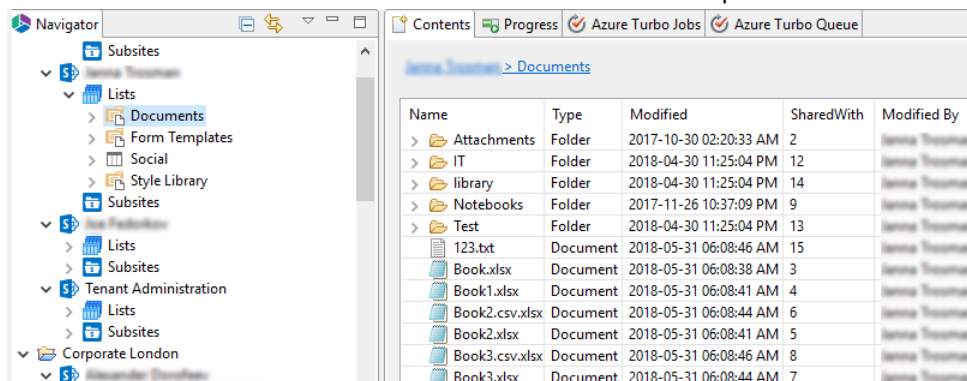 Navigator
Subsites
Lists
Documents
Form Templates
Social
Style Library
Subsites
Lists
Subsites
Tenant Administration
Lists
Subsites
Corporate London
Contents Progress Azure Turbo Jobs Azure Turbo Queue
> Documents
Name Type Modified SharedWith Modified By
Attachments Folder 2017-10-30 02:20:33 AM 2
IT Folder 2018-04-30 11:25:04 PM 12
library Folder 2018-04-30 11:25:04 PM 14
Notebooks Folder 2017-11-26 10:37:09 PM 9
Test Folder 2018-04-30 11:25:04 PM 13
123.txt Document 2018-05-31 06:08:46 AM 15
Book.xlsx Document 2018-05-31 06:08:38 AM 3
Book1.xlsx Document 2018-05-31 06:08:41 AM 4
Book2.csv.xlsx Document 2018-05-31 06:08:44 AM 6
Book2.xlsx Document 2018-05-31 06:08:41 AM 5
Book3.csv.xlsx Document 2018-05-31 06:08:46 AM 8
Book3.xlsx Document 2018-05-31 06:08:44 AM 7